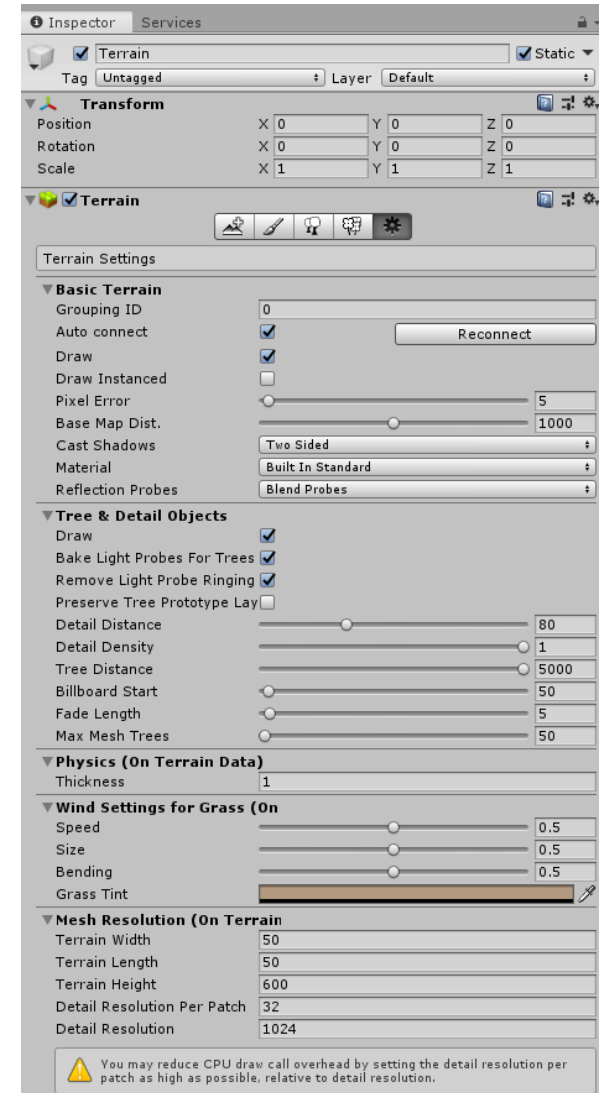 Inspector Services
Terrain Static
Tag Untagged Layer Default
Transform
Position X 0 Y 0 Z 0
Rotation X 0 Y 0 Z 0
Scale X 1 Y 1 Z 1
Terrain
Terrain Settings
Basic Terrain
Grouping ID 0
Auto connect Reconnect
Draw
Draw Instanced
Pixel Error 5
Base Map Dist. 1000
Cast Shadows Two Sided
Material Built In Standard
Reflection Probes Blend Probes
Tree & Detail Objects
Draw
Bake Light Probes For Trees
Remove Light Probe Ringing
Preserve Tree Prototype Lay
Detail Distance 80
Detail Density 1
Tree Distance 5000
Billboard Start 50
Fade Length 5
Max Mesh Trees 50
Physics (On Terrain Data)
Thickness 1
Wind Settings for Grass (On
Speed 0.5
Size 0.5
Bending 0.5
Grass Tint
Mesh Resolution (On Terrain
Terrain Width 50
Terrain Length 50
Terrain Height 600
Detail Resolution Per Patch 32
Detail Resolution 1024
You may reduce CPU draw call overhead by setting the detail resolution per
patch as high as possible, relative to detail resolution.